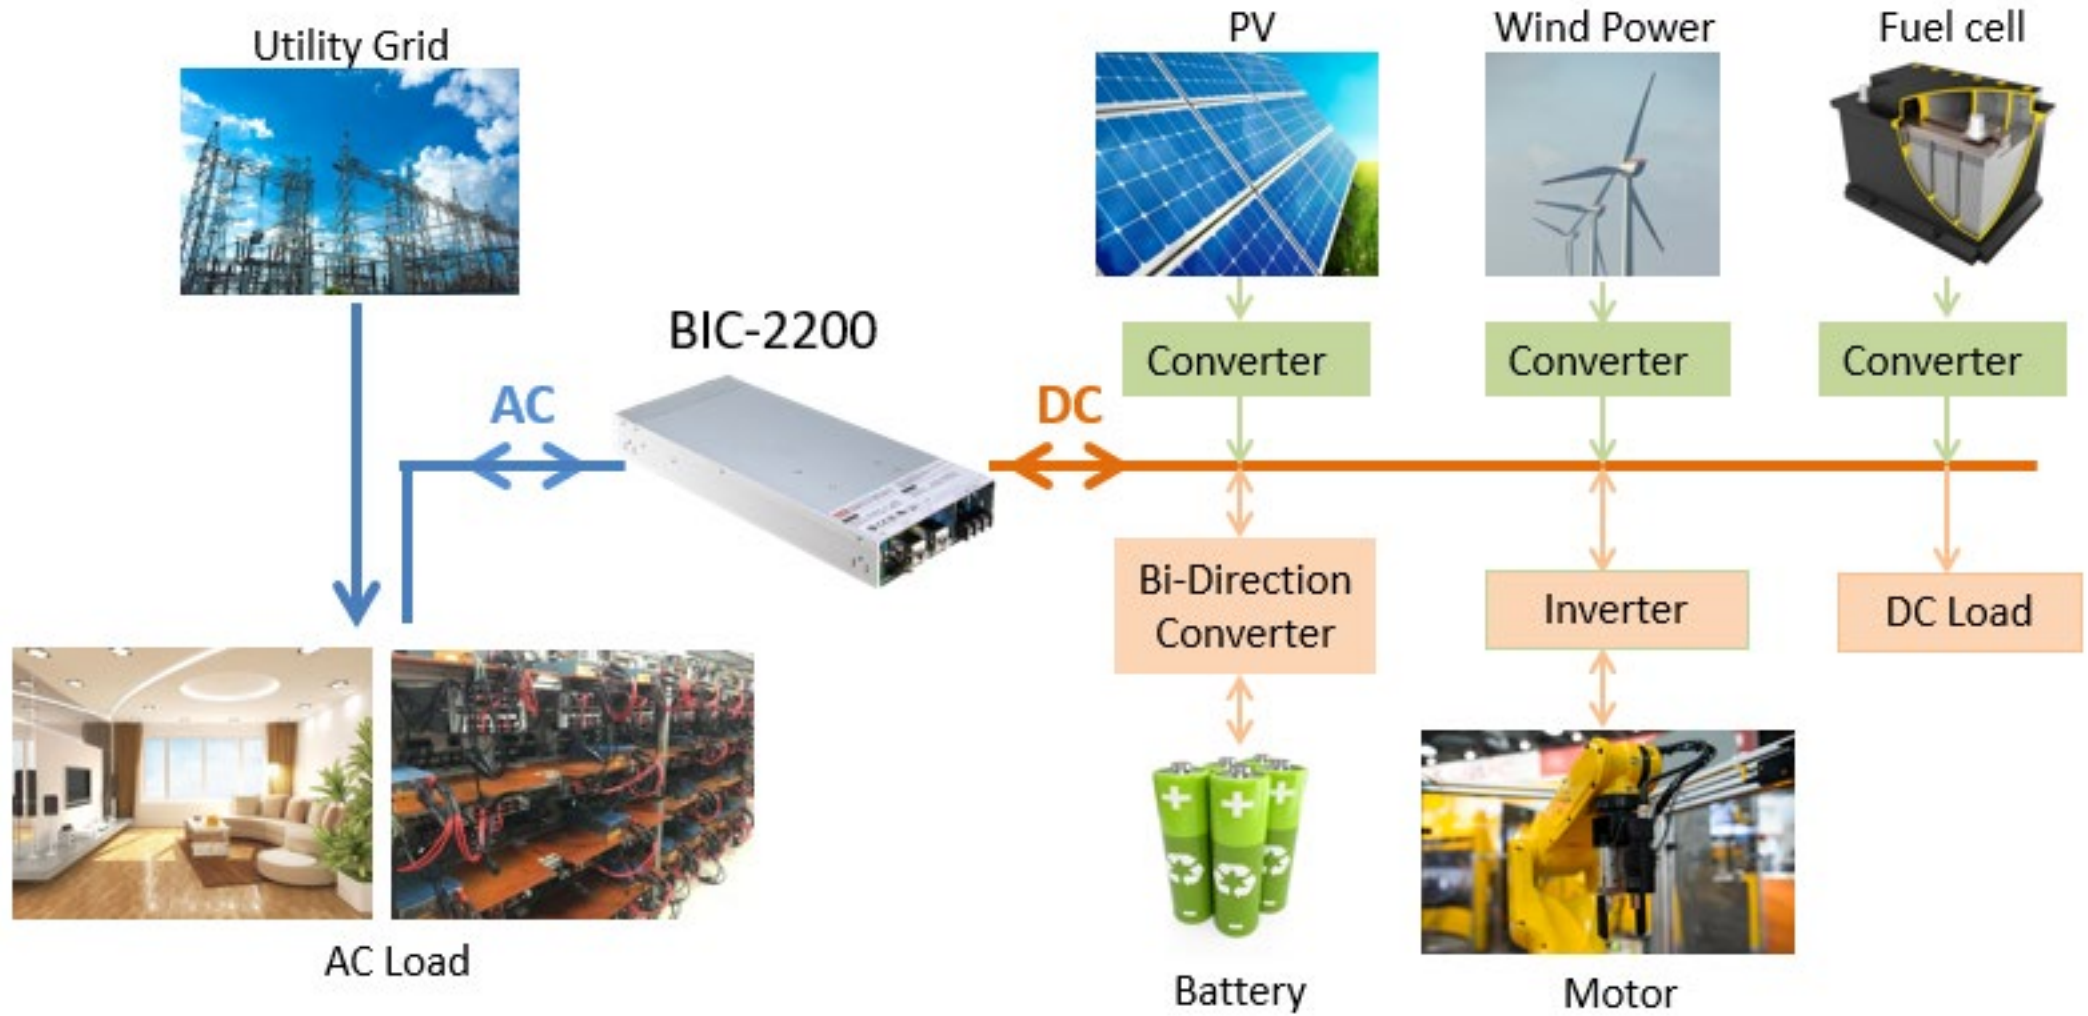 Utility Grid
PV
Wind Power
Fuel cell
BIC-2200
AC
DC
Converter
Converter
Converter
Bi-Direction
Converter
Inverter
DC Load
AC Load
Battery
Motor